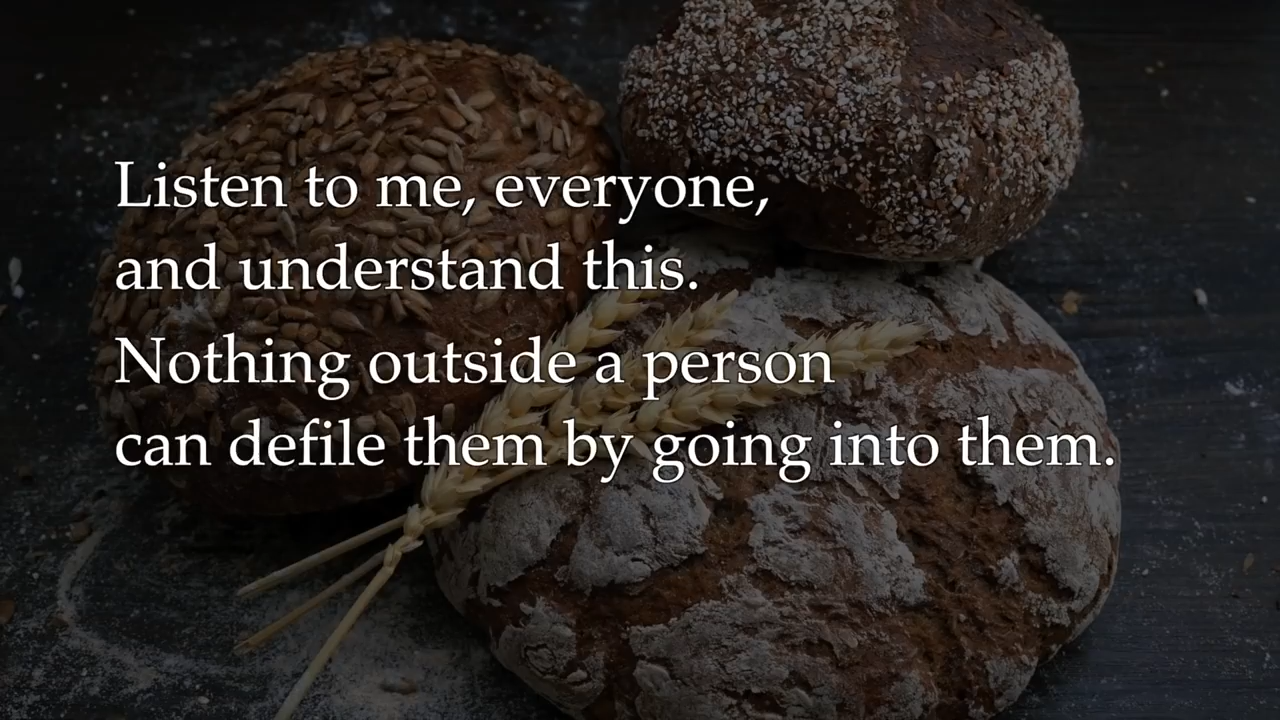 Listen to me, everyone,
and understand this.
Nothing outside a person
can defile them by going into them.